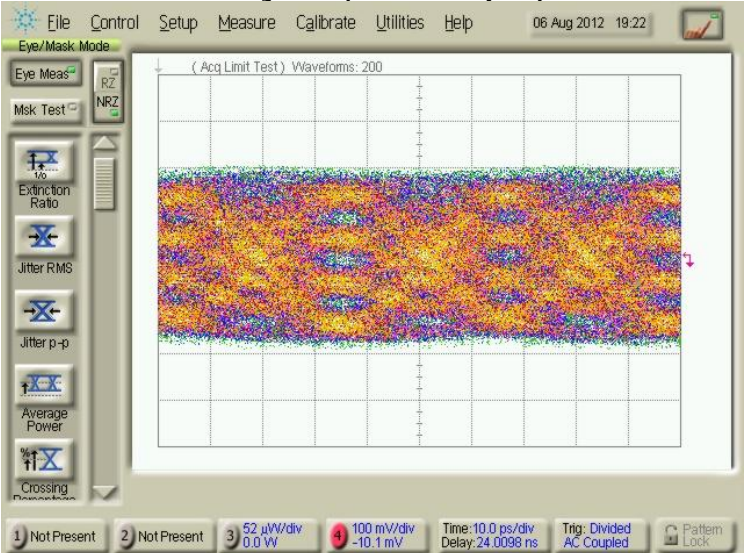 File Control Setup Measure Calibrate Utilities Help 06 Aug 2012 19:22
Eye/Mask Mode
Eye Meas
RZ
NRZ
Msk Test
( Acq Limit Test ) Waveforms: 200
1/0
Extinction
Ratio
Jitter RMS
Jitter p-p
Average
Power
%
Crossing
1 Not Present
2 Not Present
3 52 µW/div
0.0 W
4 100 mV/div
-10.1 mV
Time:10.0 ps/div
Delay:24.0098 ns
Trig: Divided
AC Coupled
Pattern
Lock